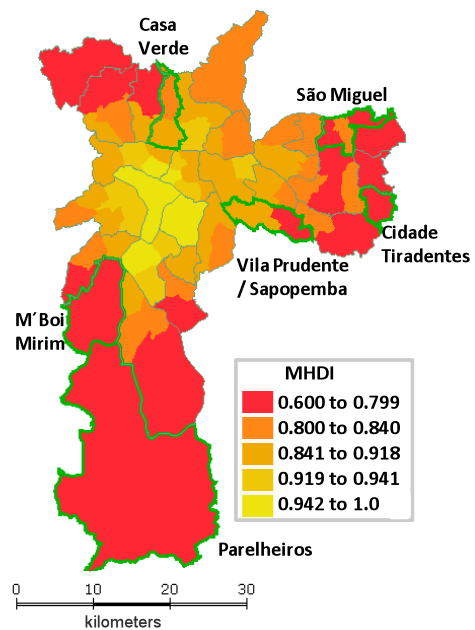 Casa
Verde
São Miguel
Cidade
Tiradentes
Vila Prudente
/ Sapopemba
M´Boi
Mirim
MHDI
0.600 to 0.799
0.800 to 0.840
0.841 to 0.918
0.919 to 0.941
0.942 to 1.0
Parelheiros
0 10 20 30
kilometers